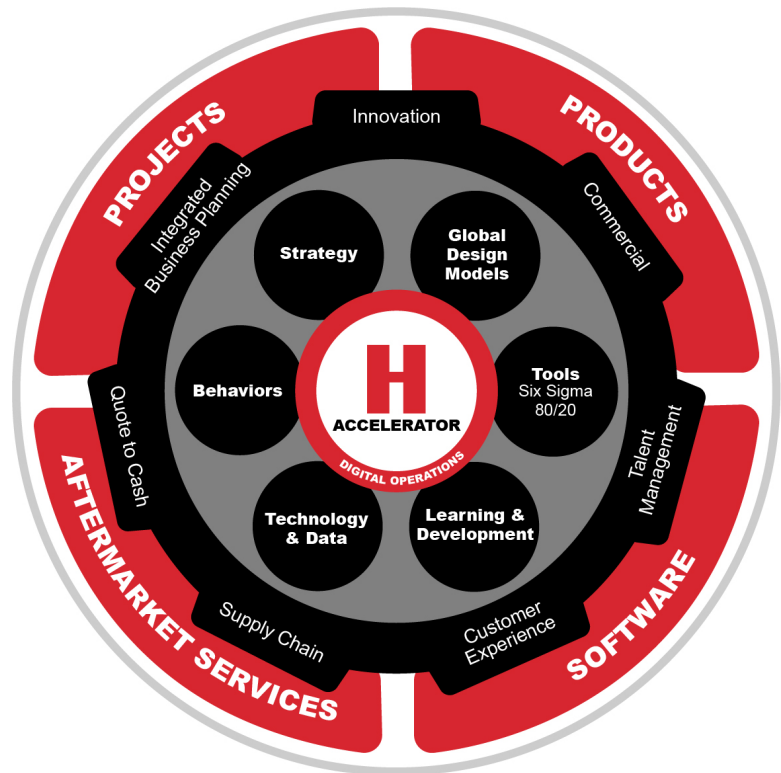 PROJECTS
PRODUCTS
Innovation
Integrated
Business Planning
Commercial
Strategy
Global
Design
Models
Behaviors
H
ACCELERATOR
DIGITAL OPERATIONS
Tools
Six Sigma
80/20
Quote to Cash
Talent
Management
Technology
& Data
Learning &
Development
Supply Chain
Customer
Experience
AFTERMARKET SERVICES
SOFTWARE